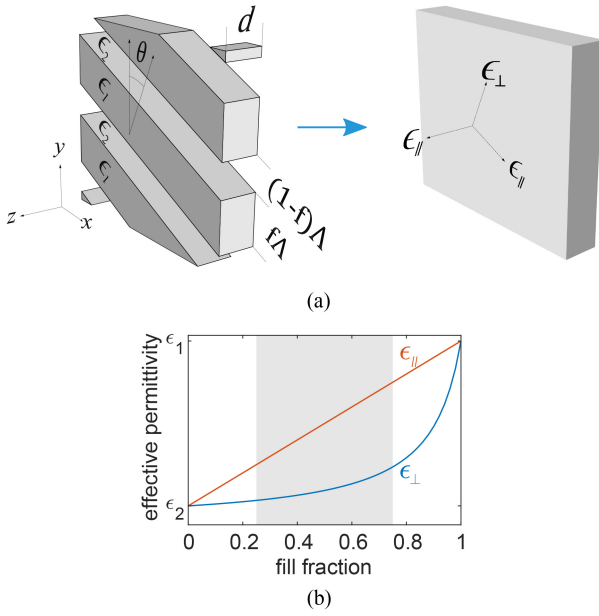 d
ϵ₂
θ
ϵ₁
ϵ₂
ϵ₁
y
z
x
(1-f)Λ
fΛ
ϵ⊥
ϵ∥
ϵ∥
(a)
effective permittivity
ϵ₁
ϵ₂
ϵ∥
ϵ⊥
0 0.2 0.4 0.6 0.8 1
fill fraction
(b)